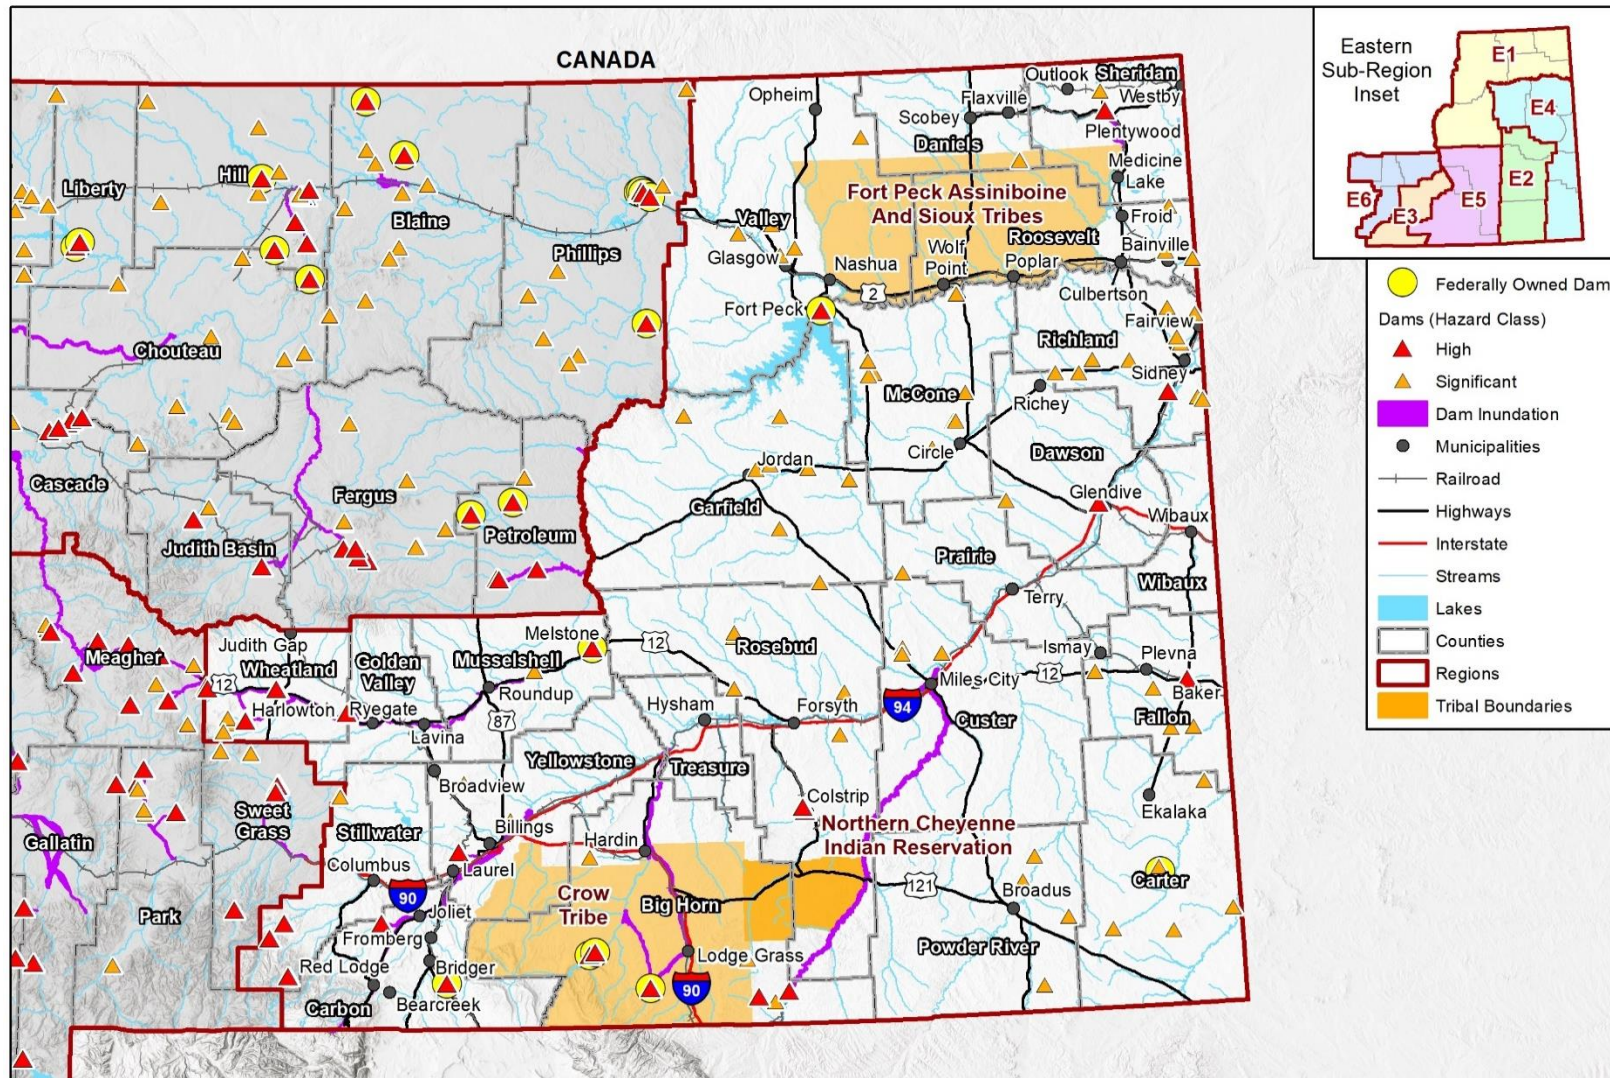 CANADA
Eastern
Sub-Region
Inset
E1
E4
E2
E5
E3
E6
Federally Owned Dam
Dams (Hazard Class)
High
Significant
Dam Inundation
Municipalities
Railroad
Highways
Interstate
Streams
Lakes
Counties
Regions
Tribal Boundaries
Outlook
Sheridan
Westby
Opheim
Flaxville
Scobey
Plentywood
Daniels
Medicine
Lake
Hill
Liberty
Blaine
Phillips
Fort Peck Assiniboine
And Sioux Tribes
Valley
Froid
Roosevelt
Bainville
Glasgow
Nashua
Wolf
Point
Poplar
2
Culbertson
Fort Peck
Fairview
Richland
Chouteau
Sidney
McCone
Richey
Circle
Dawson
Jordan
Cascade
Fergus
Glendive
Garfield
Wibaux
Petroleum
Judith Basin
Prairie
Wibaux
Terry
Melstone
12
Rosebud
Ismay
Plevna
12
Judith Gap
Meagher
Wheatland
Golden
Valley
Musselshell
12
Roundup
Miles City
Baker
Harlowton
Ryegate
Hysham
Forsyth
94
Custer
Fallon
Lavina
87
Yellowstone
Treasure
Broadview
Colstrip
Ekalaka
Sweet
Grass
Stillwater
Billings
Hardin
Northern Cheyenne
Indian Reservation
Gallatin
Columbus
Laurel
90
Crow
Tribe
Big Horn
121
Broadus
Carter
Park
Joliet
Fromberg
Powder River
Red Lodge
Bridger
Lodge Grass
90
Carbon
Bearcreek